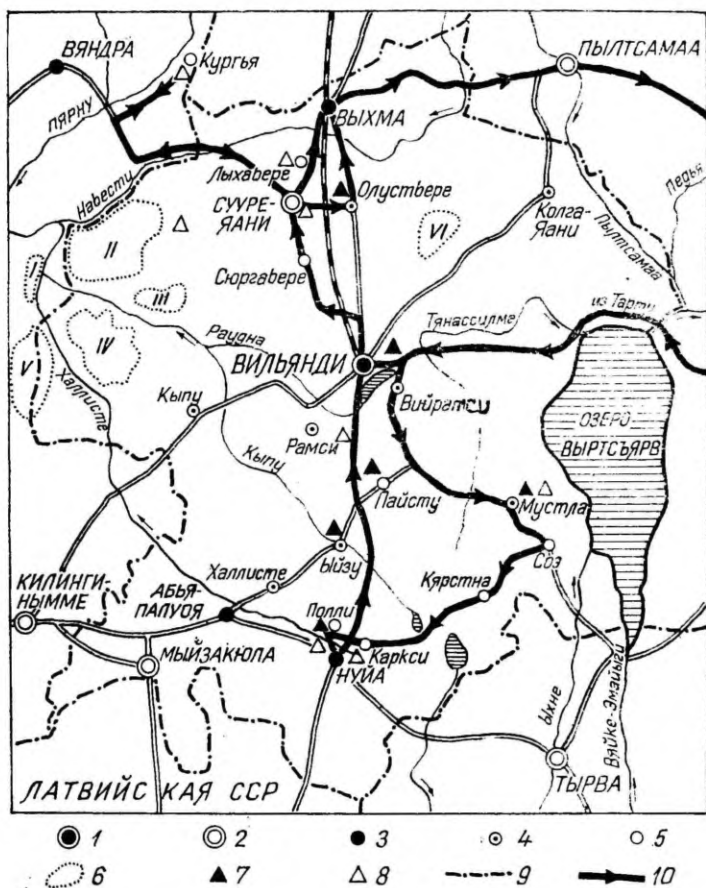 ВЯНДРА
Кургья
ПЫЛТСАМАА
ПЯРНУ
ВЫХМА
Навести
Лыхавере
Олуствере
СУУРЕ-
ЯАНИ
Колга-
Яани
Педья
Пылтсамаа
I
II
III
IV
V
VI
Сюргавере
Раудна
Тянассилме
из Тарту
ВИЛЬЯНДИ
Халлисте
Кыпу
Вийратси
ОЗЕРО
ВЫРТСЪЯРВ
Рамси
Кыпу
Пайсту
Мустла
Халлисте
Ыйзу
Соэ
КИЛИНГИ-
НЫММЕ
АБЬЯ-
ПАЛУОЯ
Полли
Кярстна
МЫЙЗАКЮЛА
Каркси
НУЙА
Ыхне
Вяйке-Эмайыги
ЛАТВИЙСКАЯ ССР
ТЫРВА
1 2 3 4 5
6 7 8 9 10